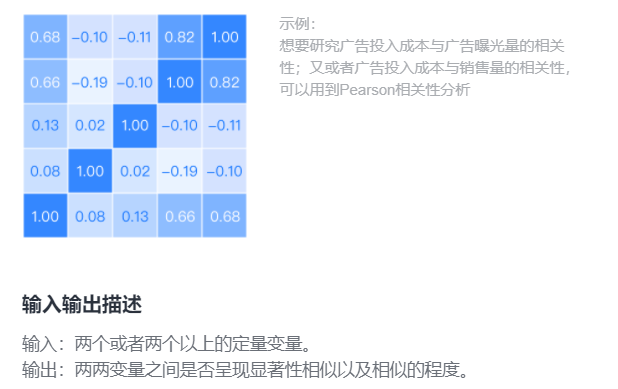 0.68 −0.10 −0.11 0.82 1.00
0.66 −0.19 −0.10 1.00 0.82
0.13 0.02 1.00 −0.10 −0.11
0.08 1.00 0.02 −0.19 −0.10
1.00 0.08 0.13 0.66 0.68
示例：
想要研究广告投入成本与广告曝光量的相关
性；又或者广告投入成本与销售量的相关性，
可以用到Pearson相关性分析
输入输出描述
输入：两个或者两个以上的定量变量。
输出：两两变量之间是否呈现显著性相似以及相似的程度。